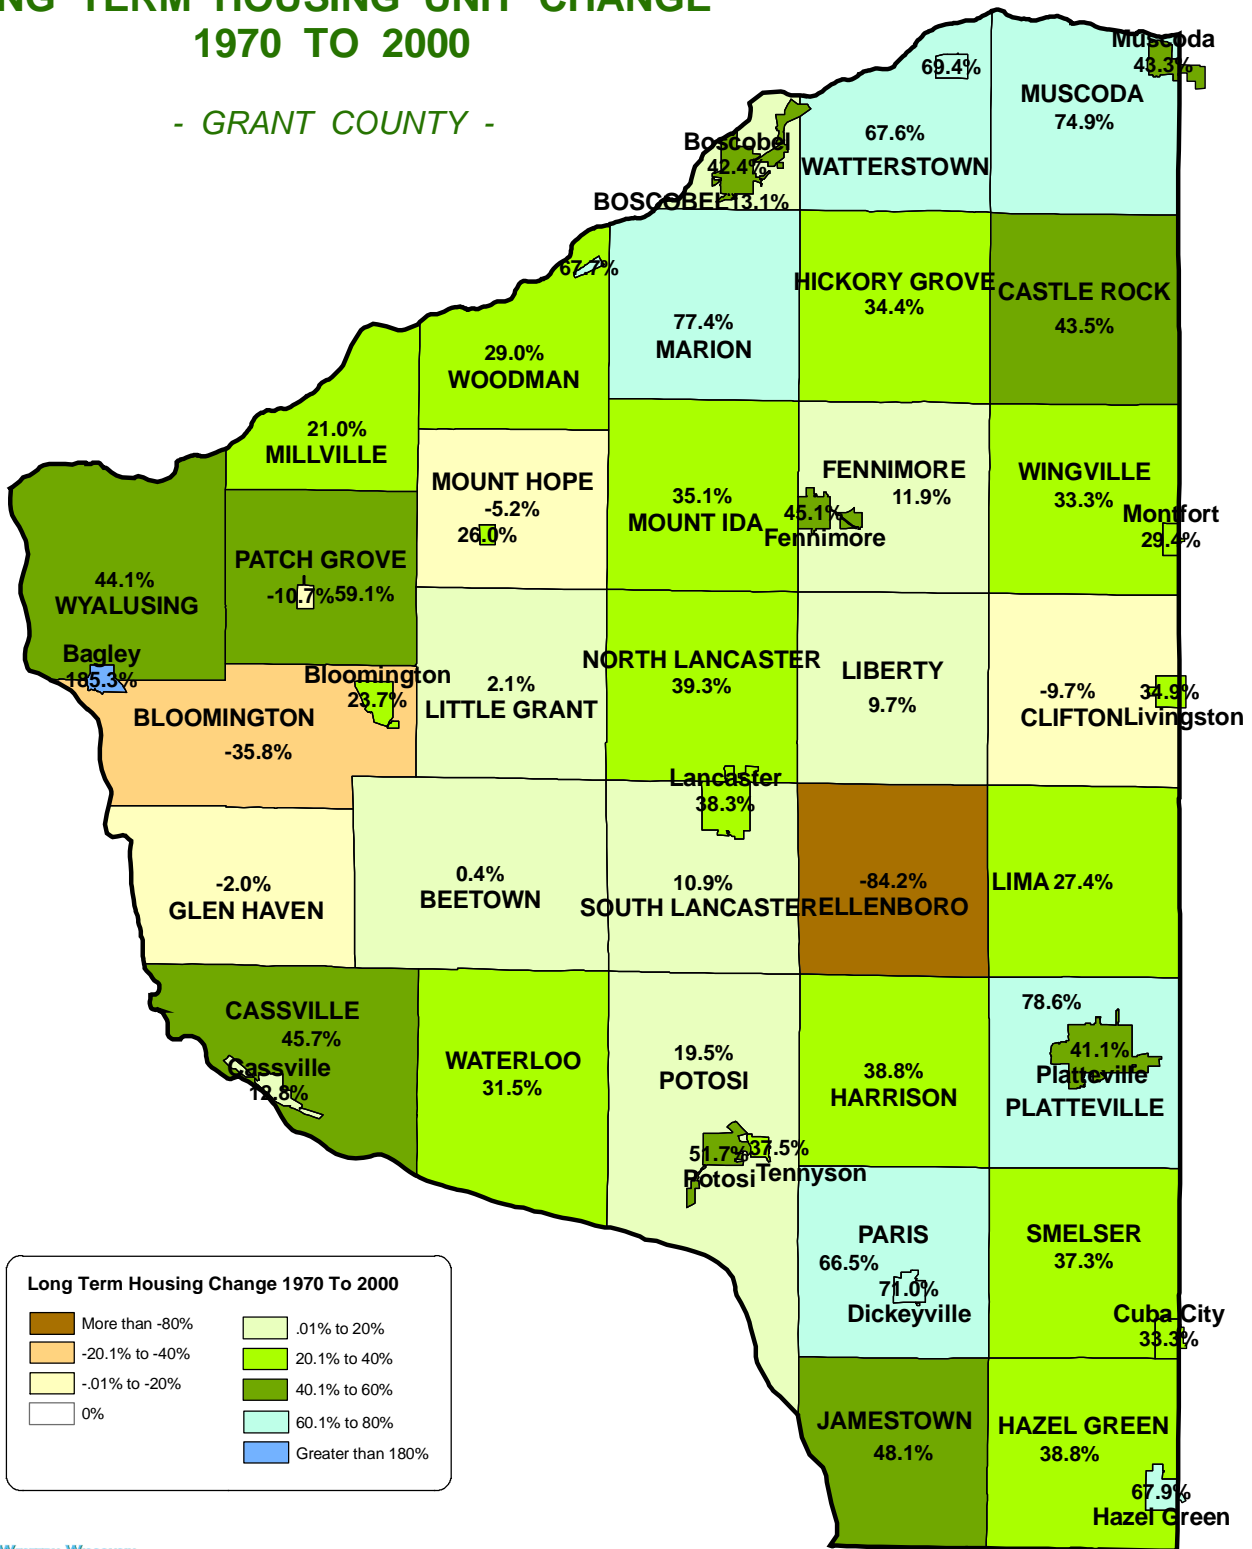 NG TERM HOUSING UNIT CHANGE
1970 TO 2000
- GRANT COUNTY -
Muscoda
43.3%
69.4%
MUSCODA
74.9%
67.6%
WATTERSTOWN
Boscobel
42.4%
BOSCOBEL 13.1%
67.7%
HICKORY GROVE
34.4%
CASTLE ROCK
43.5%
77.4%
MARION
29.0%
WOODMAN
21.0%
MILLVILLE
MOUNT HOPE
-5.2%
26.0%
35.1%
MOUNT IDA
FENNIMORE
11.9%
45.1%
Fennimore
WINGVILLE
33.3%
Montfort
29.4%
PATCH GROVE
-10.7% 59.1%
44.1%
WYALUSING
Bagley
185.3%
Bloomington
23.7%
BLOOMINGTON
-35.8%
2.1%
LITTLE GRANT
NORTH LANCASTER
39.3%
LIBERTY
9.7%
-9.7%
CLIFTON
34.9%
Livingston
Lancaster
38.3%
-2.0%
GLEN HAVEN
0.4%
BEETOWN
10.9%
SOUTH LANCASTER
-84.2%
ELLENBORO
LIMA 27.4%
CASSVILLE
45.7%
Cassville
12.8%
WATERLOO
31.5%
19.5%
POTOSI
51.7%
Potosi
37.5%
Tennyson
38.8%
HARRISON
78.6%
41.1%
Platteville
PLATTEVILLE
PARIS
66.5%
71.0%
Dickeyville
SMELSER
37.3%
Cuba City
33.3%
JAMESTOWN
48.1%
HAZEL GREEN
38.8%
67.9%
Hazel Green
Long Term Housing Change 1970 To 2000
More than -80%
-20.1% to -40%
-.01% to -20%
0%
.01% to 20%
20.1% to 40%
40.1% to 60%
60.1% to 80%
Greater than 180%